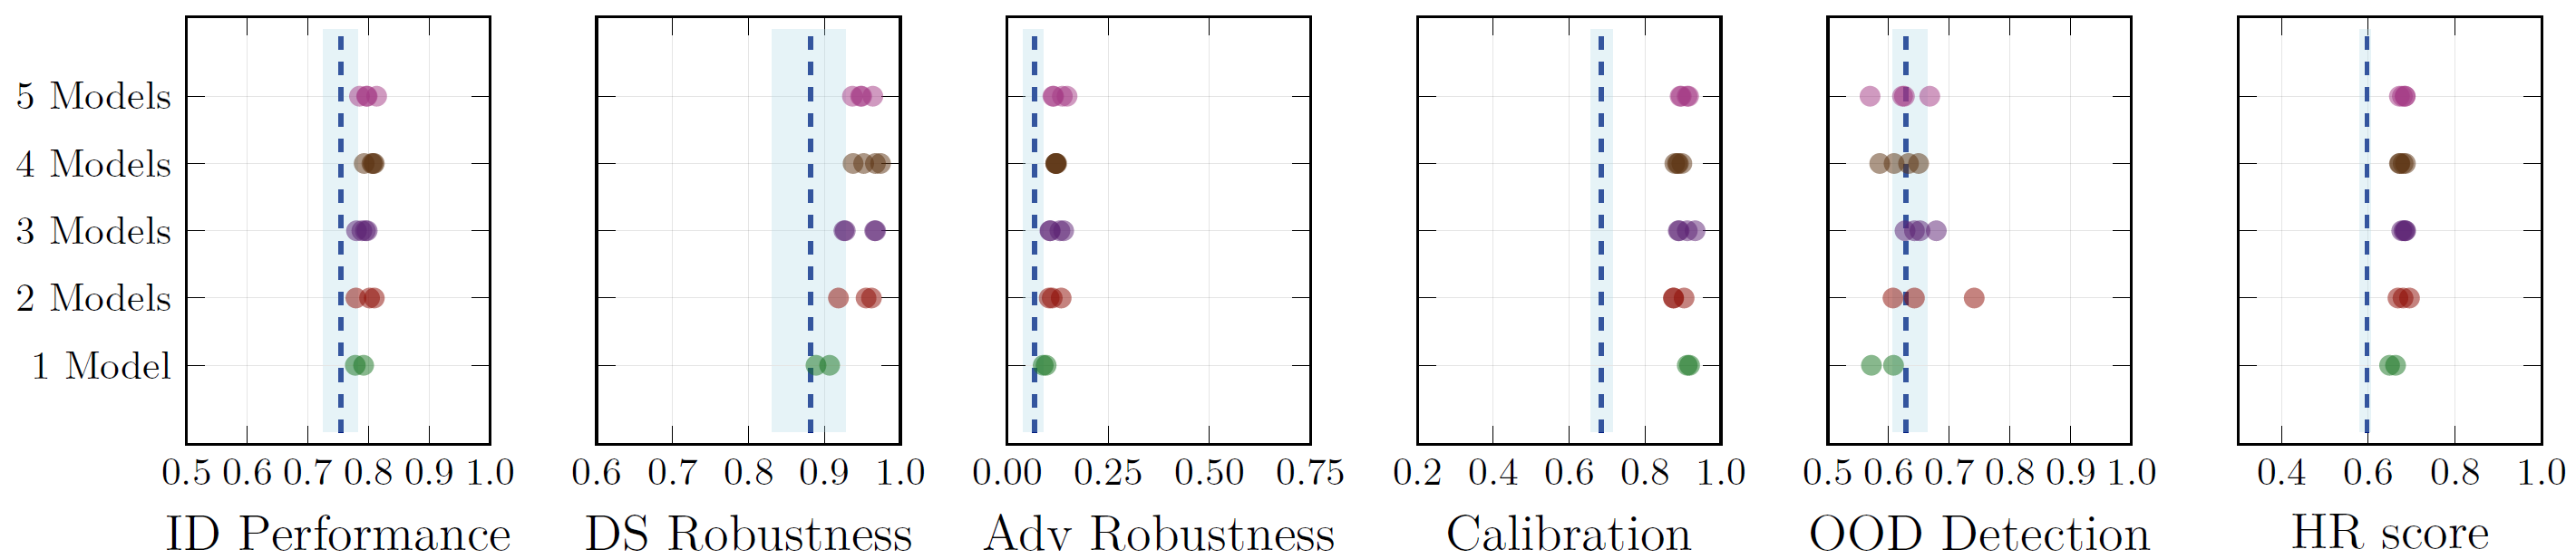 5 Models
4 Models
3 Models
2 Models
1 Model
0.5 0.6 0.7 0.8 0.9 1.0
ID Performance
0.6 0.7 0.8 0.9 1.0
DS Robustness
0.00 0.25 0.50 0.75
Adv Robustness
0.2 0.4 0.6 0.8 1.0
Calibration
0.5 0.6 0.7 0.8 0.9 1.0
OOD Detection
0.4 0.6 0.8 1.0
HR score